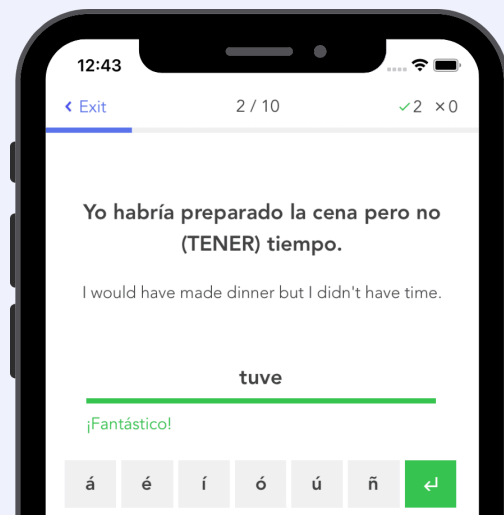 12:43
Exit 2 / 10 ✓2 ×0
Yo habría preparado la cena pero no
(TENER) tiempo.
I would have made dinner but I didn't have time.
tuve
¡Fantástico!
á é í ó ú ñ